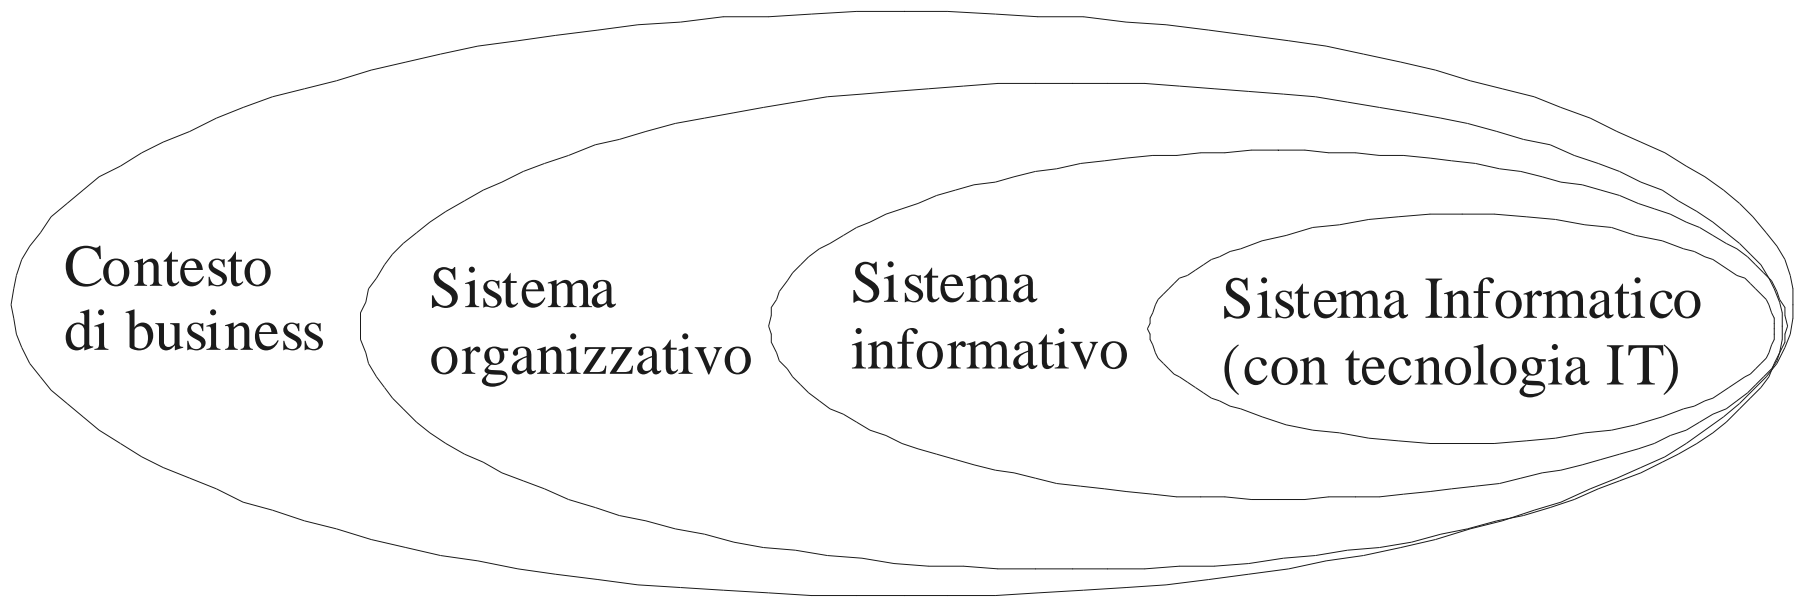 Contesto
di business
Sistema
organizzativo
Sistema
informativo
Sistema Informatico
(con tecnologia IT)